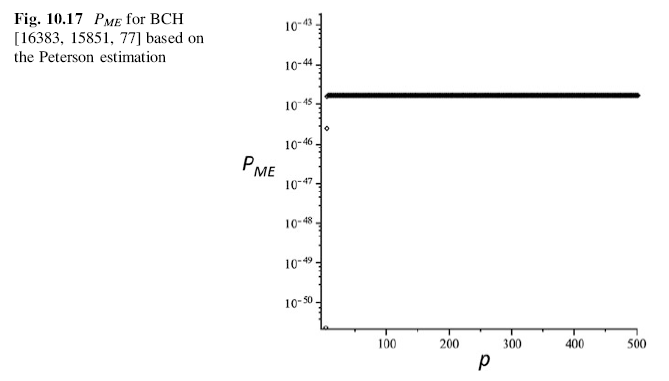 Fig. 10.17 P_ME for BCH
[16383, 15851, 77] based on
the Peterson estimation
10-43
10-44
10-45
10-46
P_ME
10-47
10-48
10-49
10-50
100 200 300 400 500
p